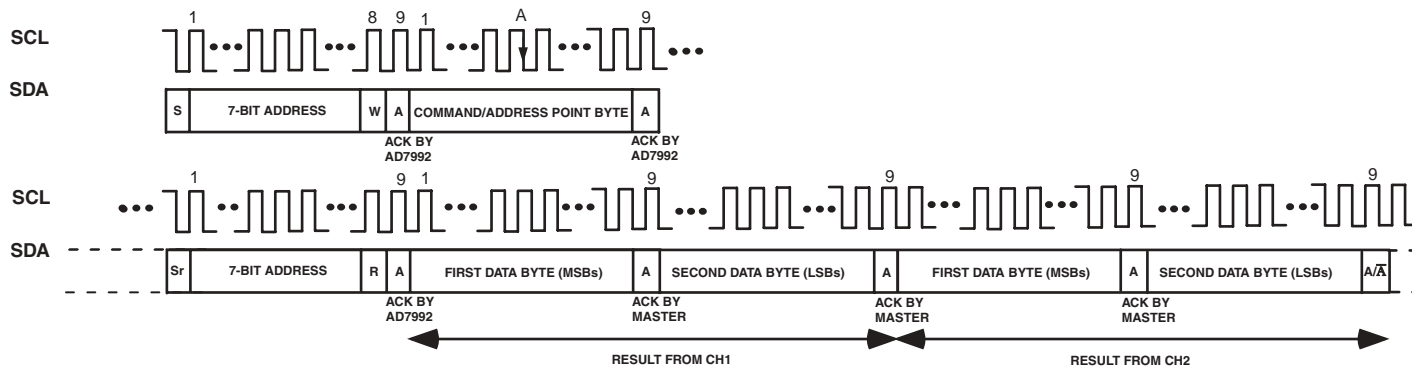 1 8 9 1 A 9
SCL
SDA
S 7-BIT ADDRESS W A COMMAND/ADDRESS POINT BYTE A
ACK BY AD7992 ACK BY AD7992
1 9 1 9 9 9 9
SCL
SDA
Sr 7-BIT ADDRESS R A FIRST DATA BYTE (MSBs) A SECOND DATA BYTE (LSBs) A FIRST DATA BYTE (MSBs) A SECOND DATA BYTE (LSBs) A/A̅
ACK BY AD7992 ACK BY MASTER ACK BY MASTER ACK BY MASTER
RESULT FROM CH1 RESULT FROM CH2